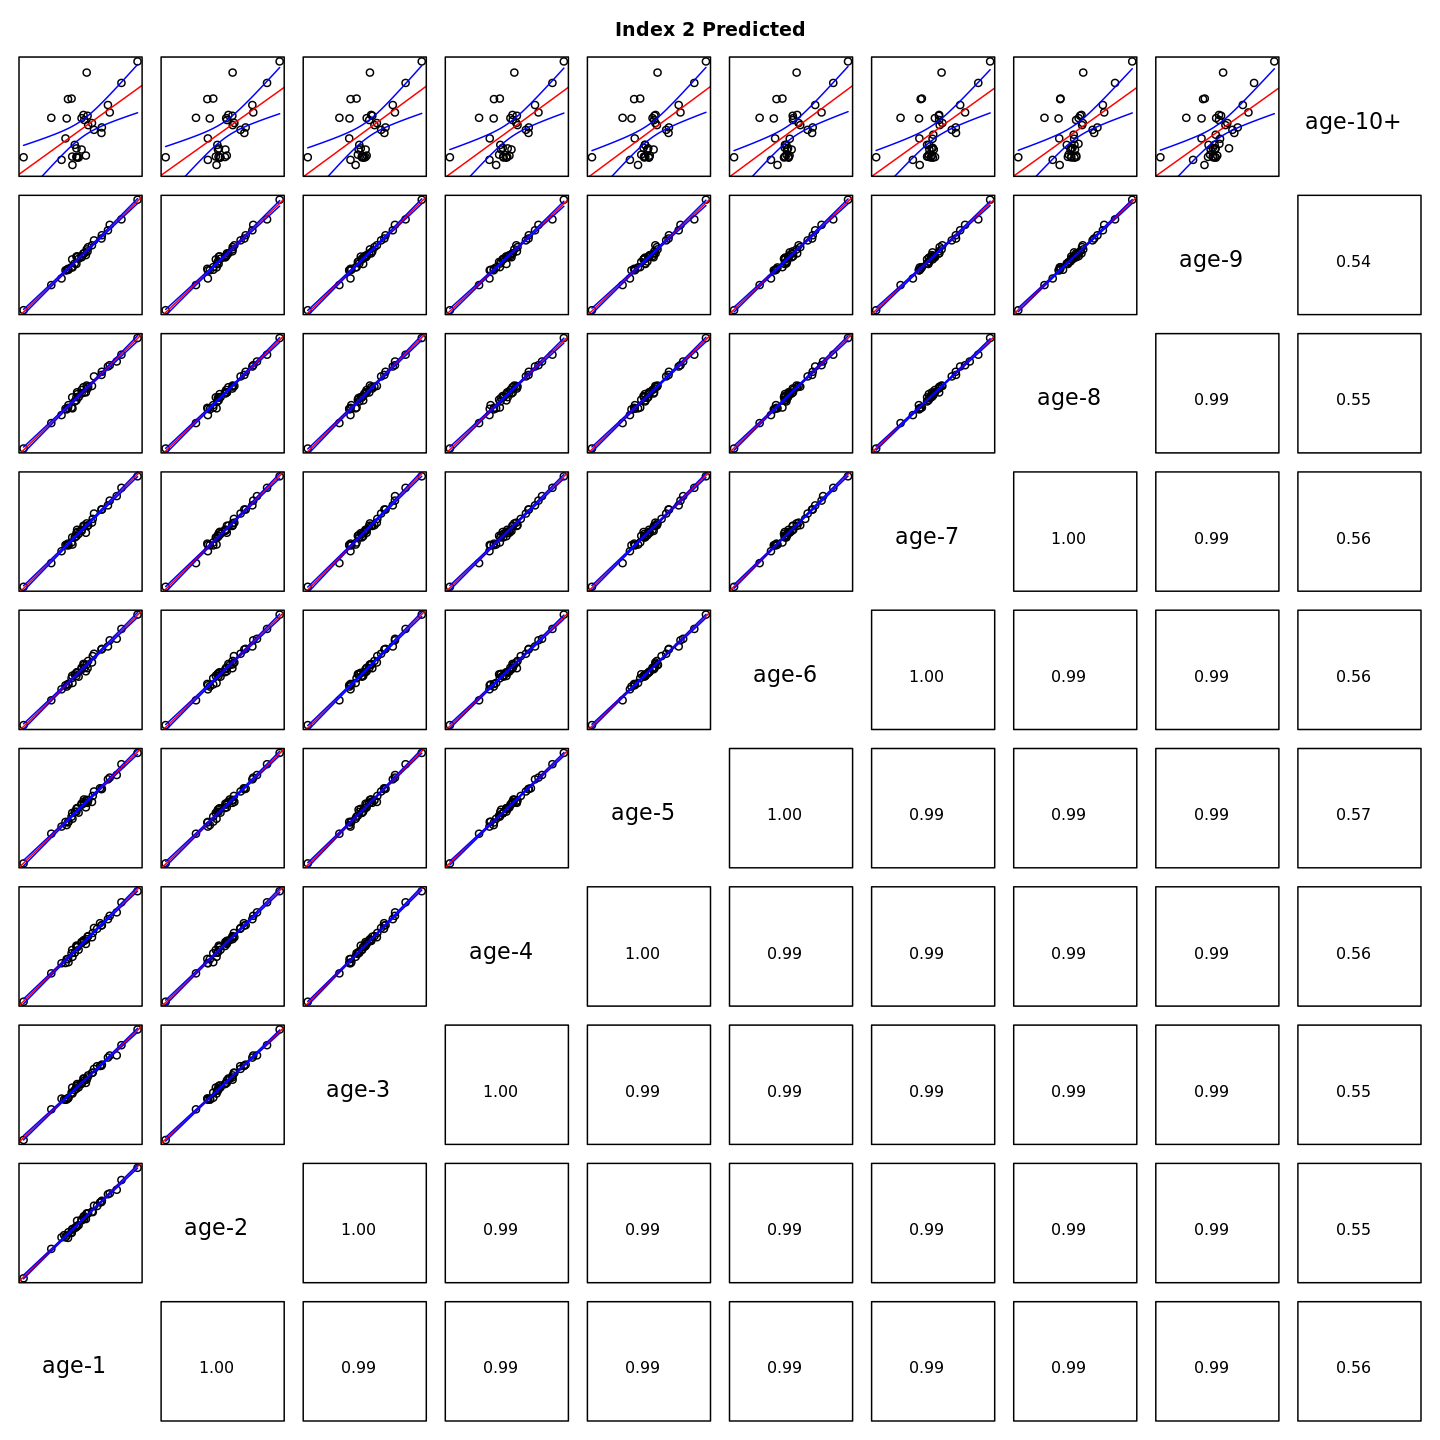 Index 2 Predicted
age-10+
age-9 0.54
age-8 0.99 0.55
age-7 1.00 0.99 0.56
age-6 1.00 0.99 0.99 0.56
age-5 1.00 0.99 0.99 0.99 0.57
age-4 1.00 0.99 0.99 0.99 0.99 0.56
age-3 1.00 0.99 0.99 0.99 0.99 0.99 0.55
age-2 1.00 0.99 0.99 0.99 0.99 0.99 0.99 0.55
age-1 1.00 0.99 0.99 0.99 0.99 0.99 0.99 0.99 0.56